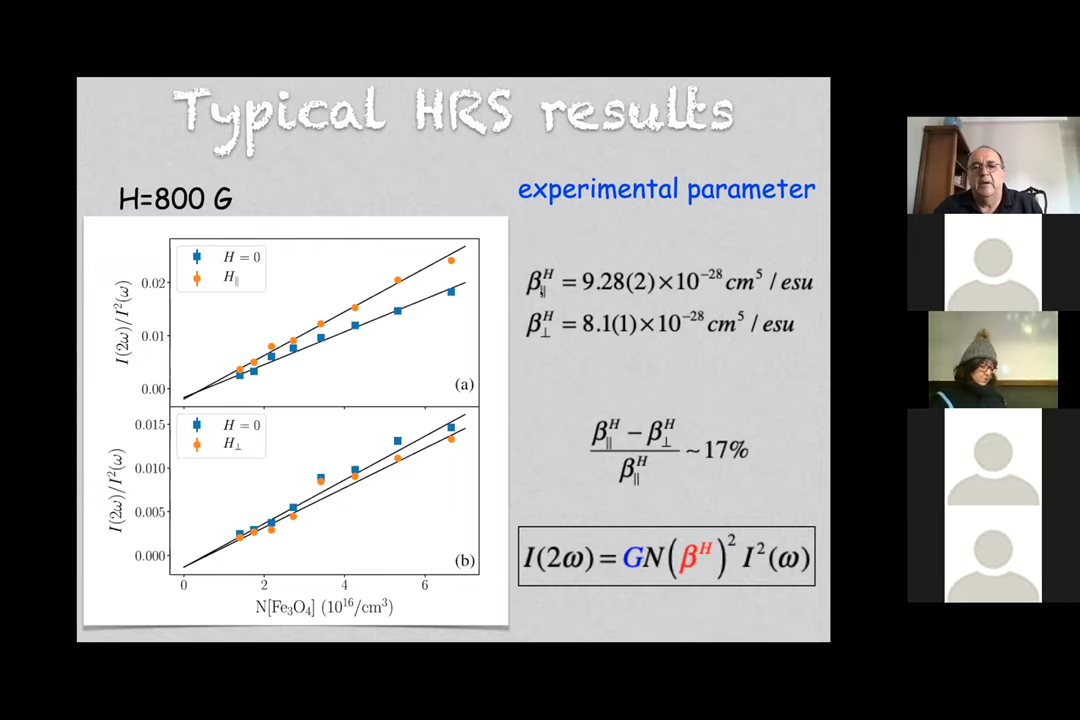 Typical HRS results
H=800 G
experimental parameter
H = 0
H∥
I(2ω)/I²(ω)
0.02
0.01
0.00
(a)
H = 0
H⊥
I(2ω)/I²(ω)
0.015
0.010
0.005
0.000
(b)
0 2 4 6
N[Fe₃O₄] (10¹⁶/cm³)
β∥ᴴ = 9.28(2)×10⁻²⁸ cm⁵ / esu
β⊥ᴴ = 8.1(1)×10⁻²⁸ cm⁵ / esu
β∥ᴴ − β⊥ᴴ
β∥ᴴ
~17%
I(2ω) = GN(βᴴ)² I²(ω)